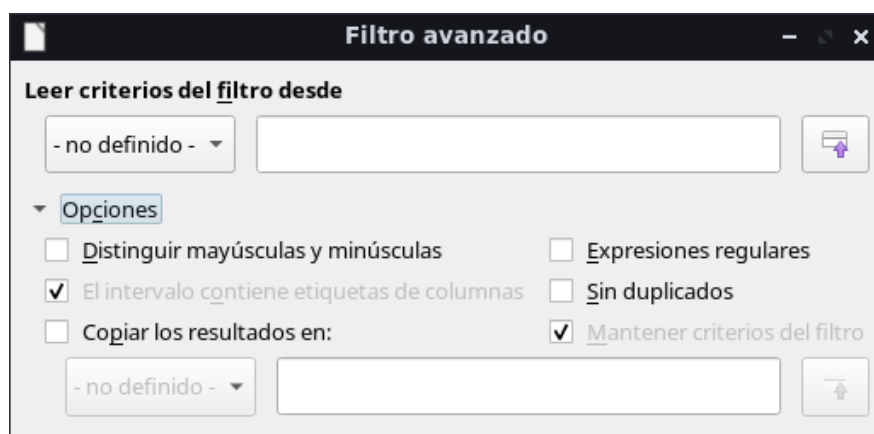 Filtro avanzado
Leer criterios del filtro desde
- no definido -
Opciones
Distinguir mayúsculas y minúsculas
Expresiones regulares
El intervalo contiene etiquetas de columnas
Sin duplicados
Copiar los resultados en:
Mantener criterios del filtro
- no definido -